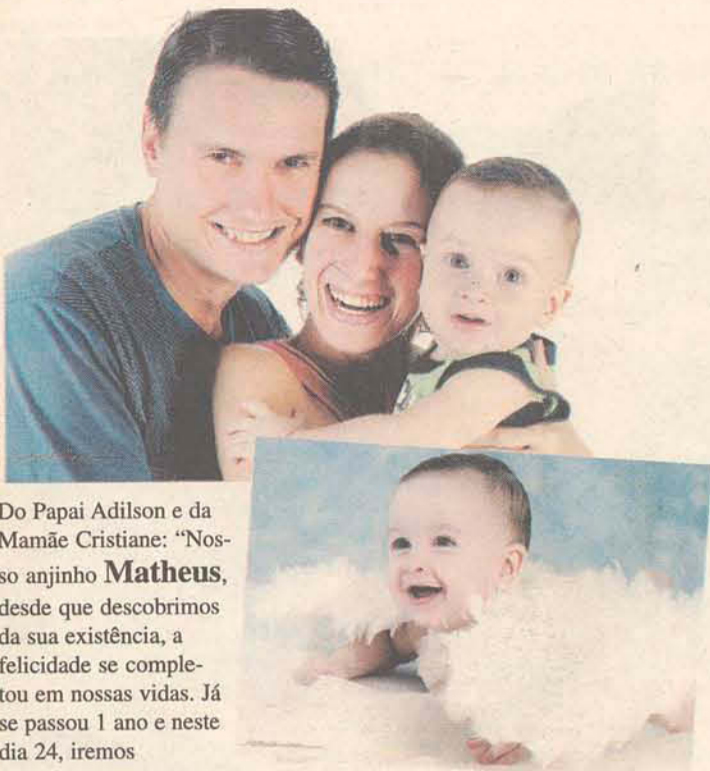 Do Papai Adilson e da
Mamãe Cristiane: “Nos-
so anjinho Matheus,
desde que descobrimos
da sua existência, a
felicidade se comple-
tou em nossas vidas. Já
se passou 1 ano e neste
dia 24, iremos